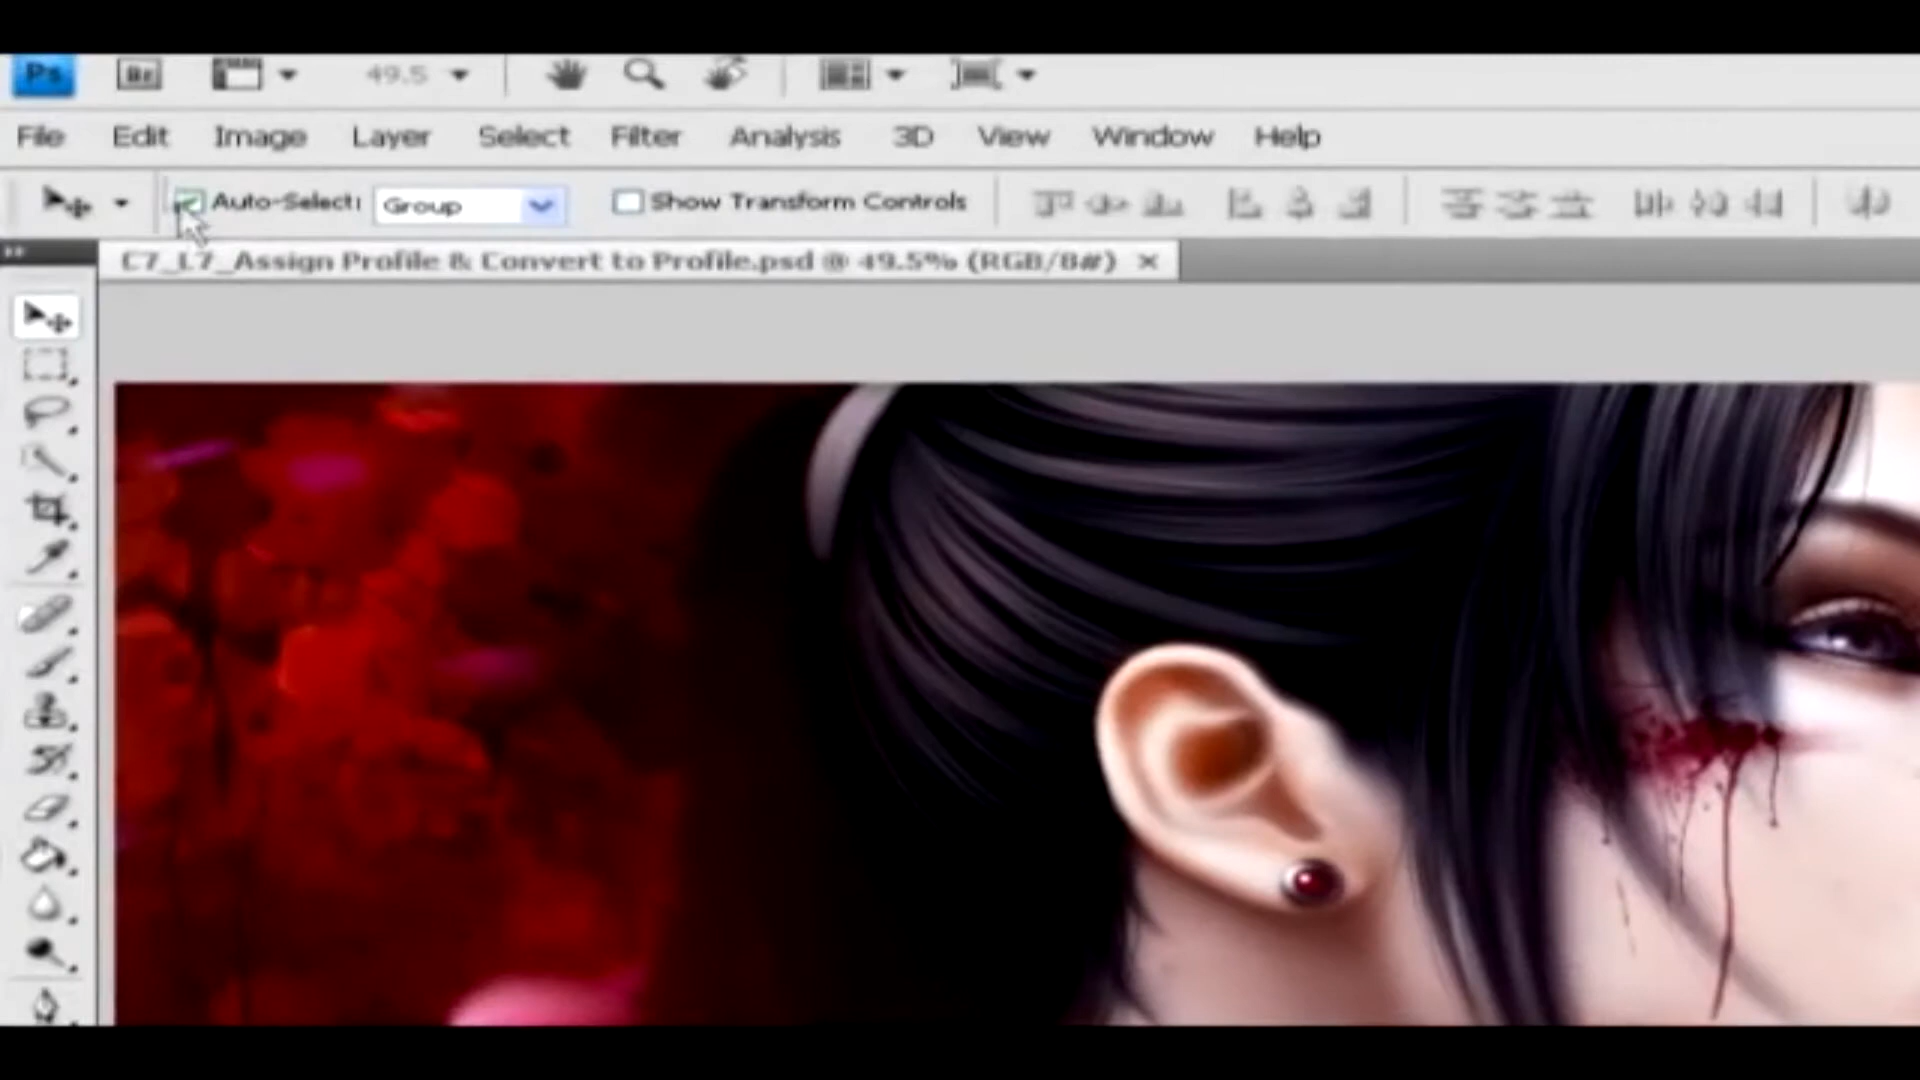 Ps Br 49.5
File Edit Image Layer Select Filter Analysis 3D View Window Help
Auto-Select: Group Show Transform Controls
C7_L7_Assign Profile & Convert to Profile.psd @ 49.5% (RGB/8#) ×